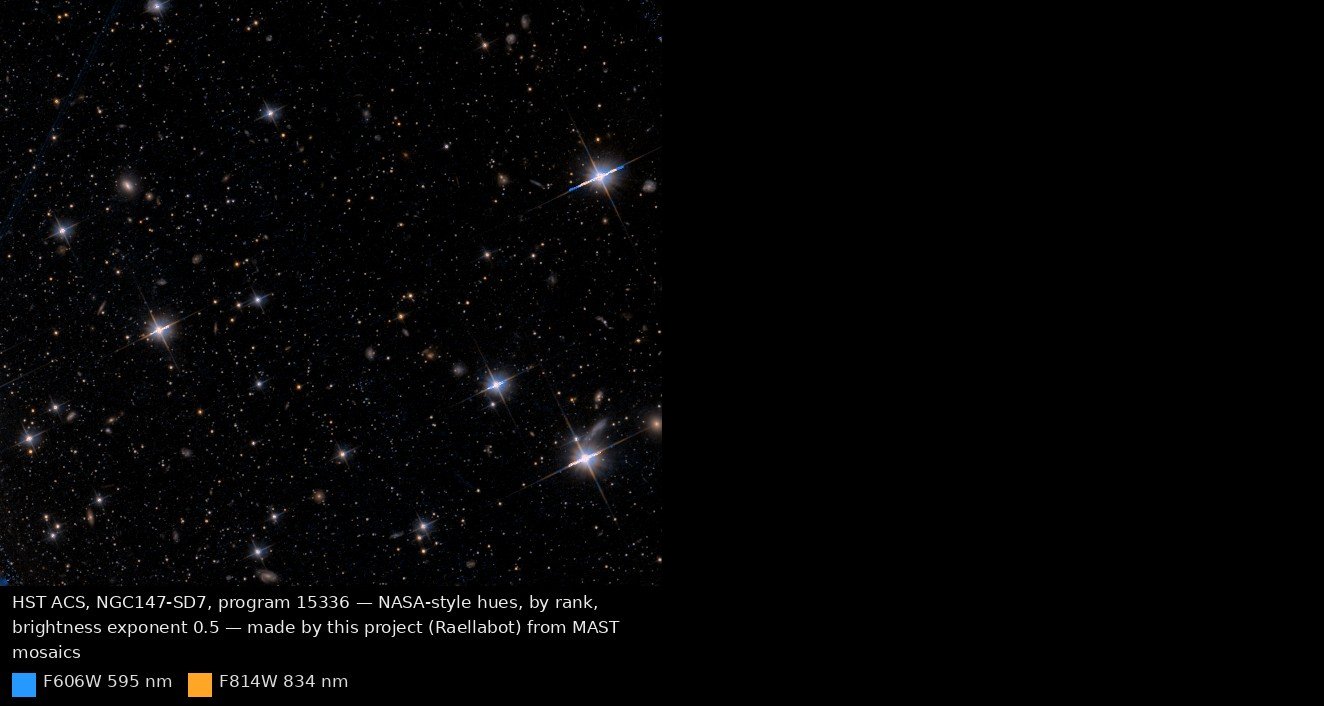 HST ACS, NGC147-SD7, program 15336 — NASA-style hues, by rank,
brightness exponent 0.5 — made by this project (Raellabot) from MAST
mosaics
F606W 595 nm F814W 834 nm